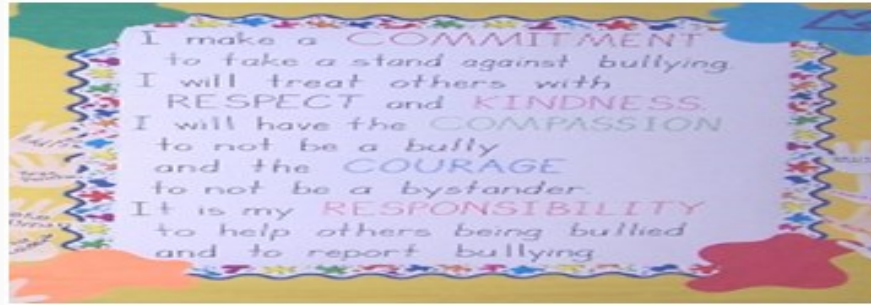 I make a COMMITMENT
to take a stand against bullying.
I will treat others with
RESPECT and KINDNESS.
I will have the COMPASSION
to not be a bully
and the COURAGE
to not be a bystander.
It is my RESPONSIBILITY
to help others being bullied
and to report bullying